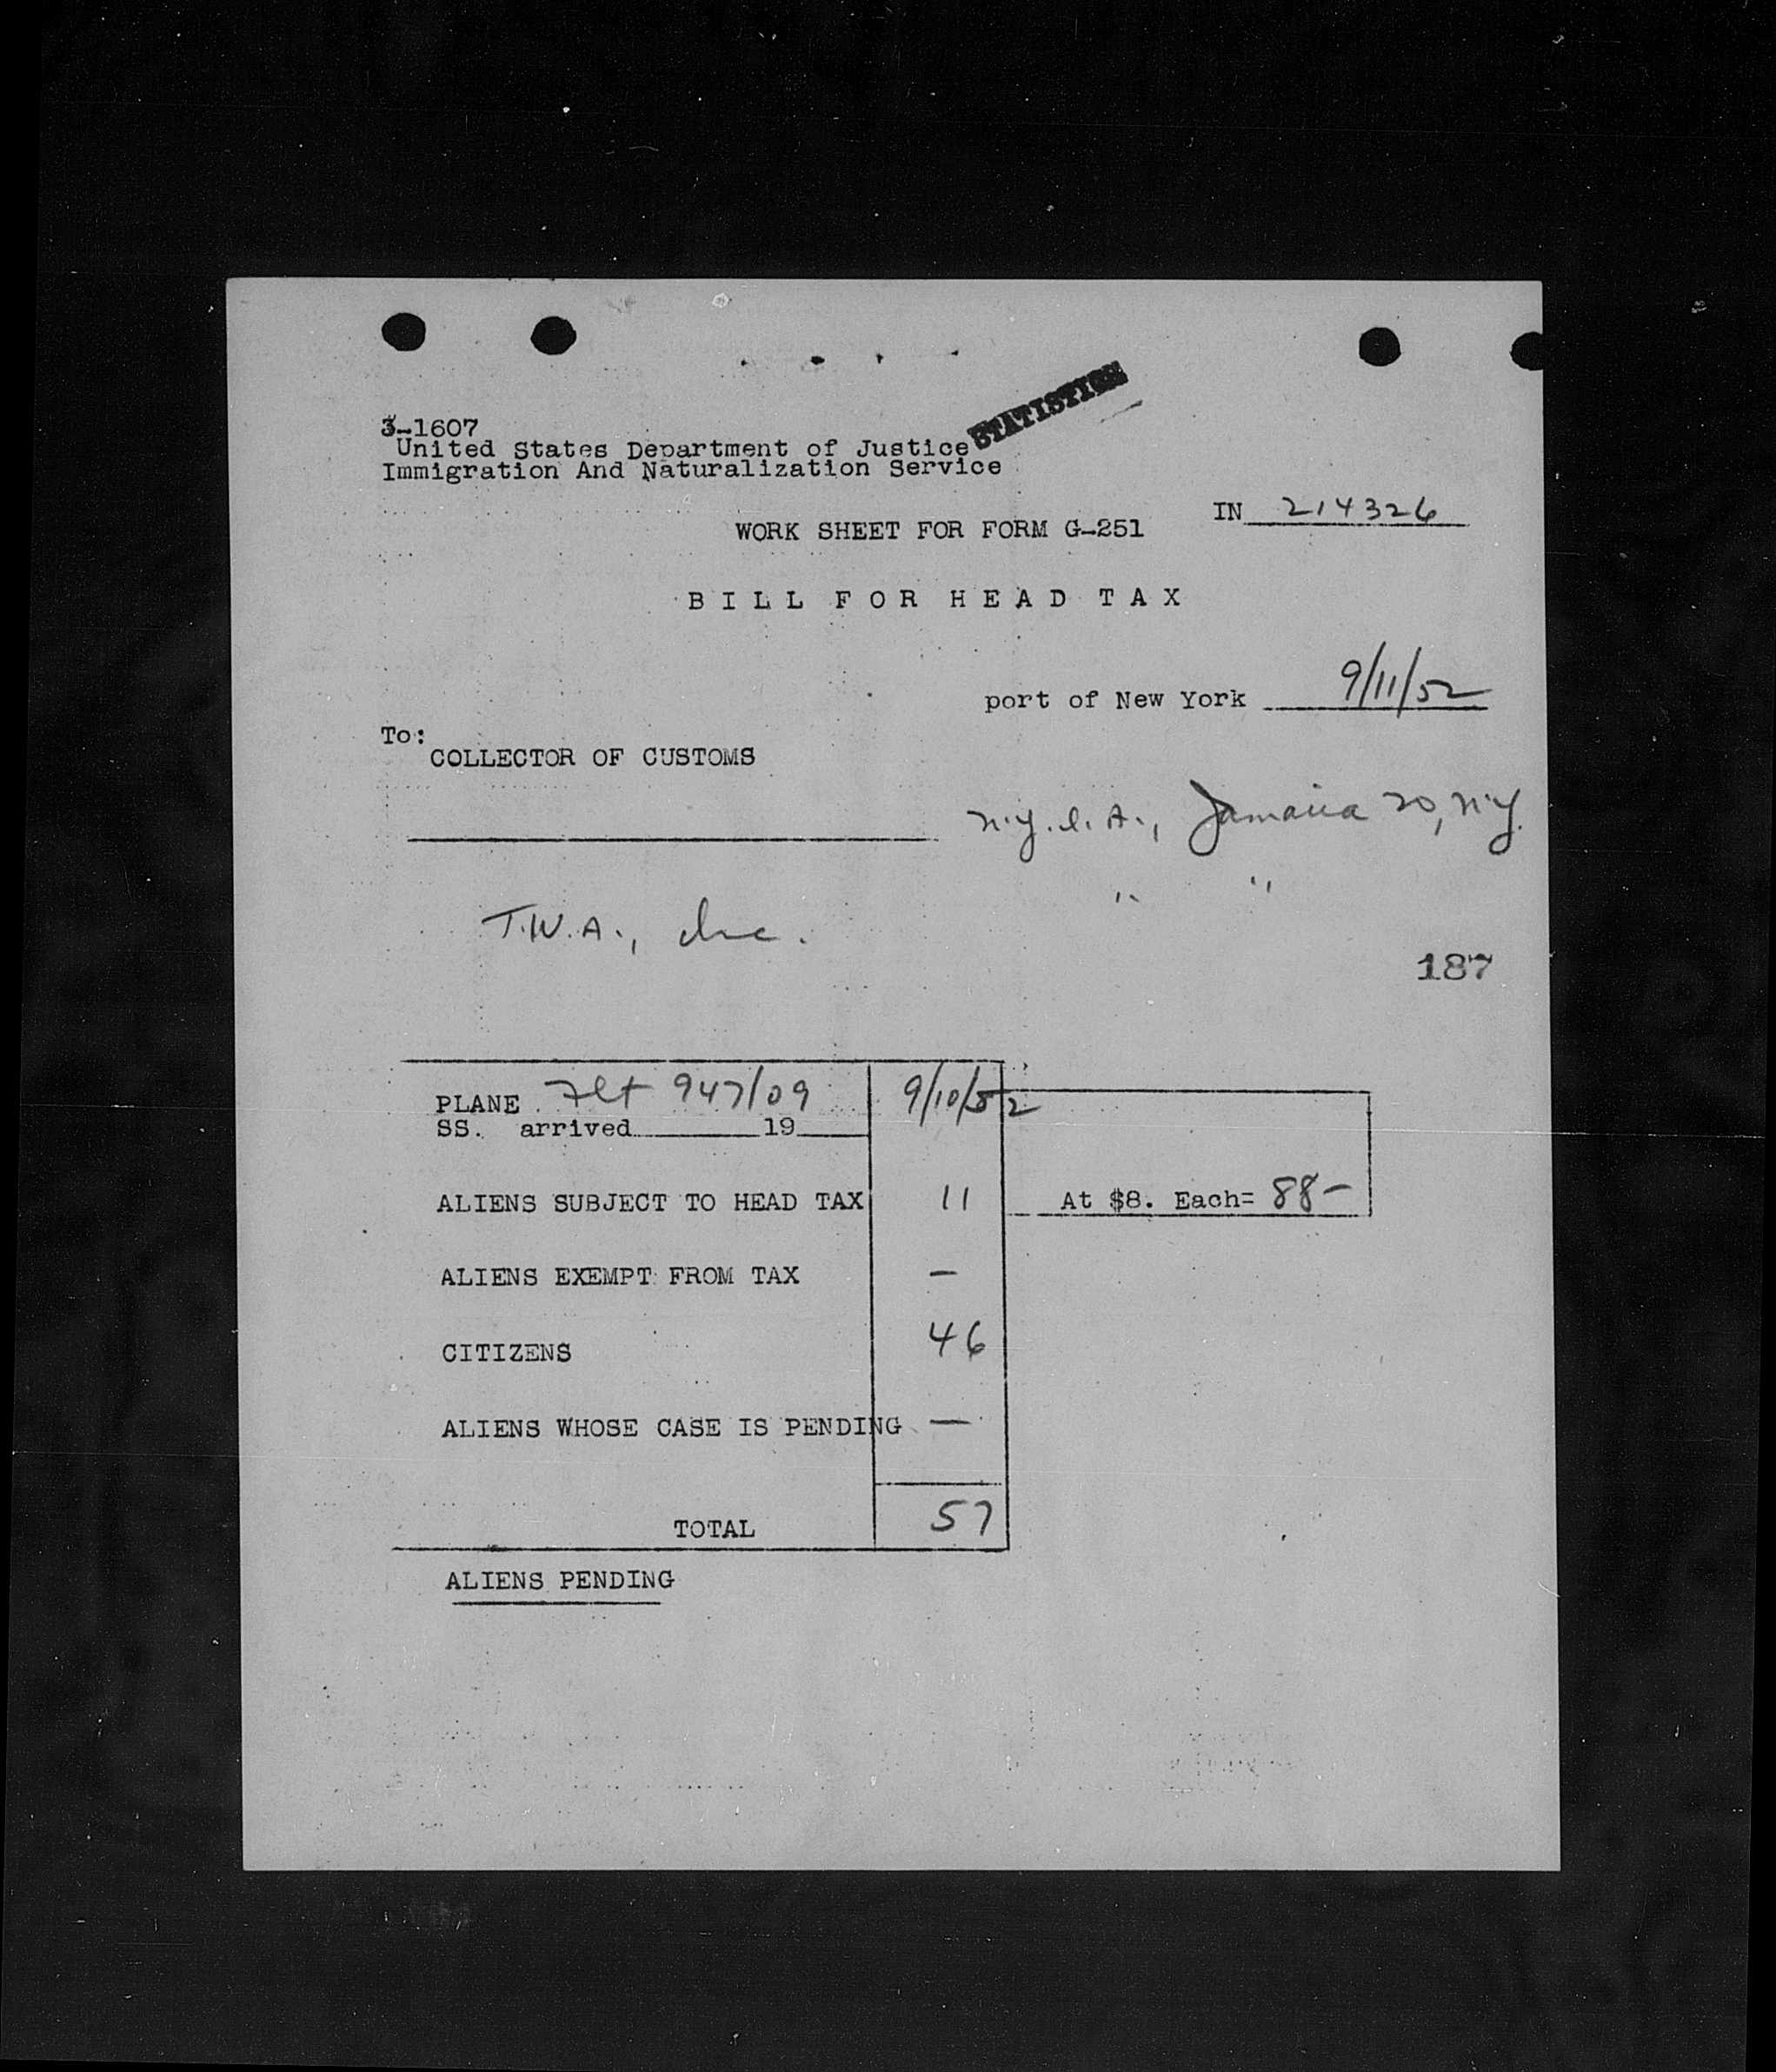 STATISTICS
3-1607
United States Department of Justice
Immigration And Naturalization Service
IN 214326
WORK SHEET FOR FORM G-251
BILL FOR HEAD TAX
port of New York 9/11/52
To:
COLLECTOR OF CUSTOMS
N.Y.I.A., Jamaica 20, N.Y.
" "
T.W.A., Inc.
187
PLANE Flt 947/09 9/10/52
SS. arrived 19
ALIENS SUBJECT TO HEAD TAX 11 At $8. Each= 88-
ALIENS EXEMPT FROM TAX -
CITIZENS 46
ALIENS WHOSE CASE IS PENDING -
TOTAL 57
ALIENS PENDING